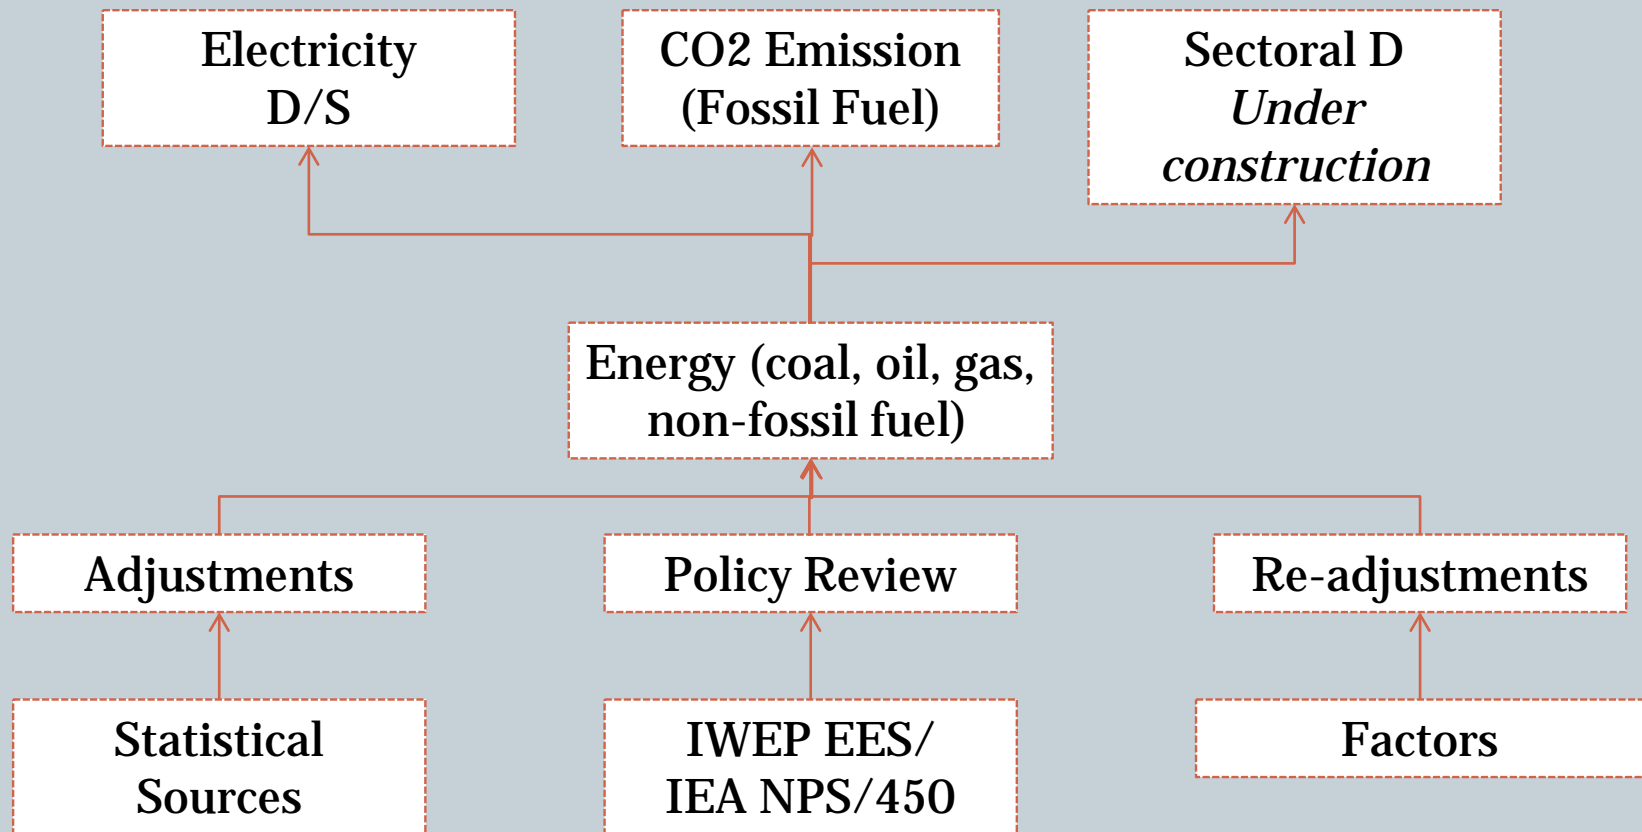 Electricity
D/S
CO2 Emission
(Fossil Fuel)
Sectoral D
Under
construction
Energy (coal, oil, gas,
non-fossil fuel)
Adjustments
Policy Review
Re-adjustments
Statistical
Sources
IWEP EES/
IEA NPS/450
Factors